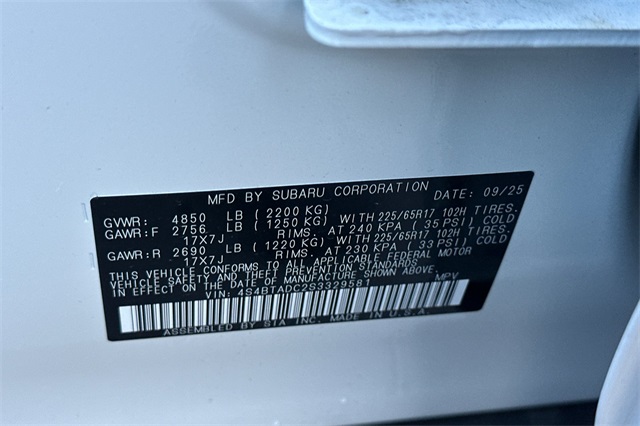 MFD BY SUBARU CORPORATION DATE: 09/25
GVWR: 4850 LB (2200 KG)
GAWR:F 2756 LB (1250 KG) WITH 225/65R17 102H TIRES.
17X7J RIMS. AT 240 KPA (35 PSI) COLD
GAWR:R 2690 LB (1220 KG) WITH 225/65R17 102H TIRES.
17X7J RIMS. AT 230 KPA (33 PSI) COLD
THIS VEHICLE CONFORMS TO ALL APPLICABLE FEDERAL MOTOR
VEHICLE SAFETY AND THEFT PREVENTION STANDARDS
IN EFFECT ON THE DATE OF MANUFACTURE SHOWN ABOVE.
VIN: 4S4BTADC2S3329581 MPV
ASSEMBLED BY SIA INC. MADE IN U.S.A.